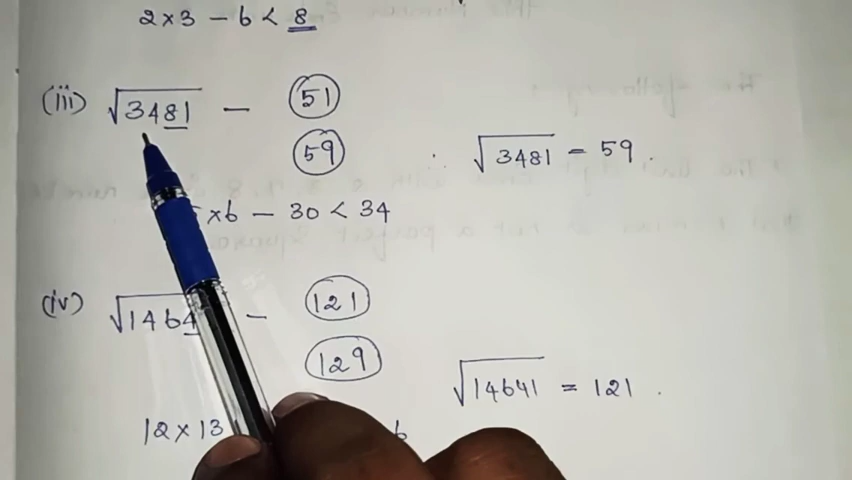 2 × 3 – 6 < 8
(iii) √3481 – 51
59 ∴ √3481 = 59.
× 6 – 30 < 34
(iv) √1464 – 121
129
√14641 = 121.
12 × 13